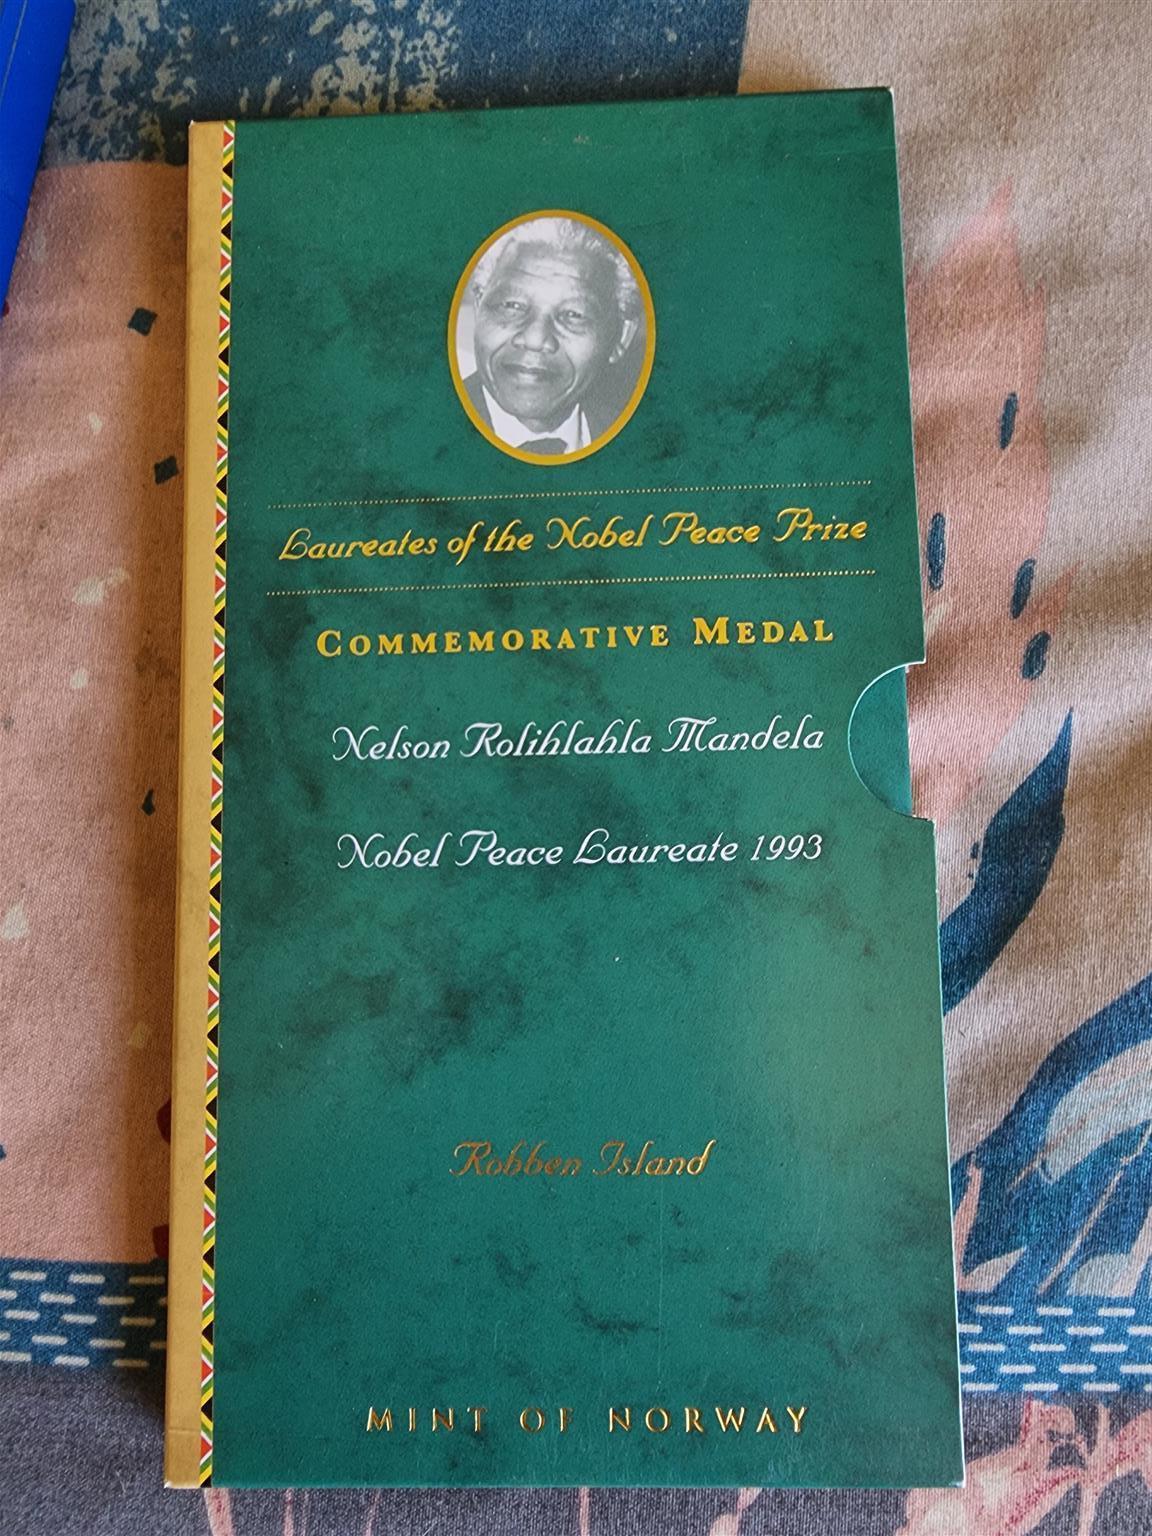 Laureates of the Nobel Peace Prize
COMMEMORATIVE MEDAL
Nelson Rolihlahla Mandela
Nobel Peace Laureate 1993
Robben Island
MINT OF NORWAY